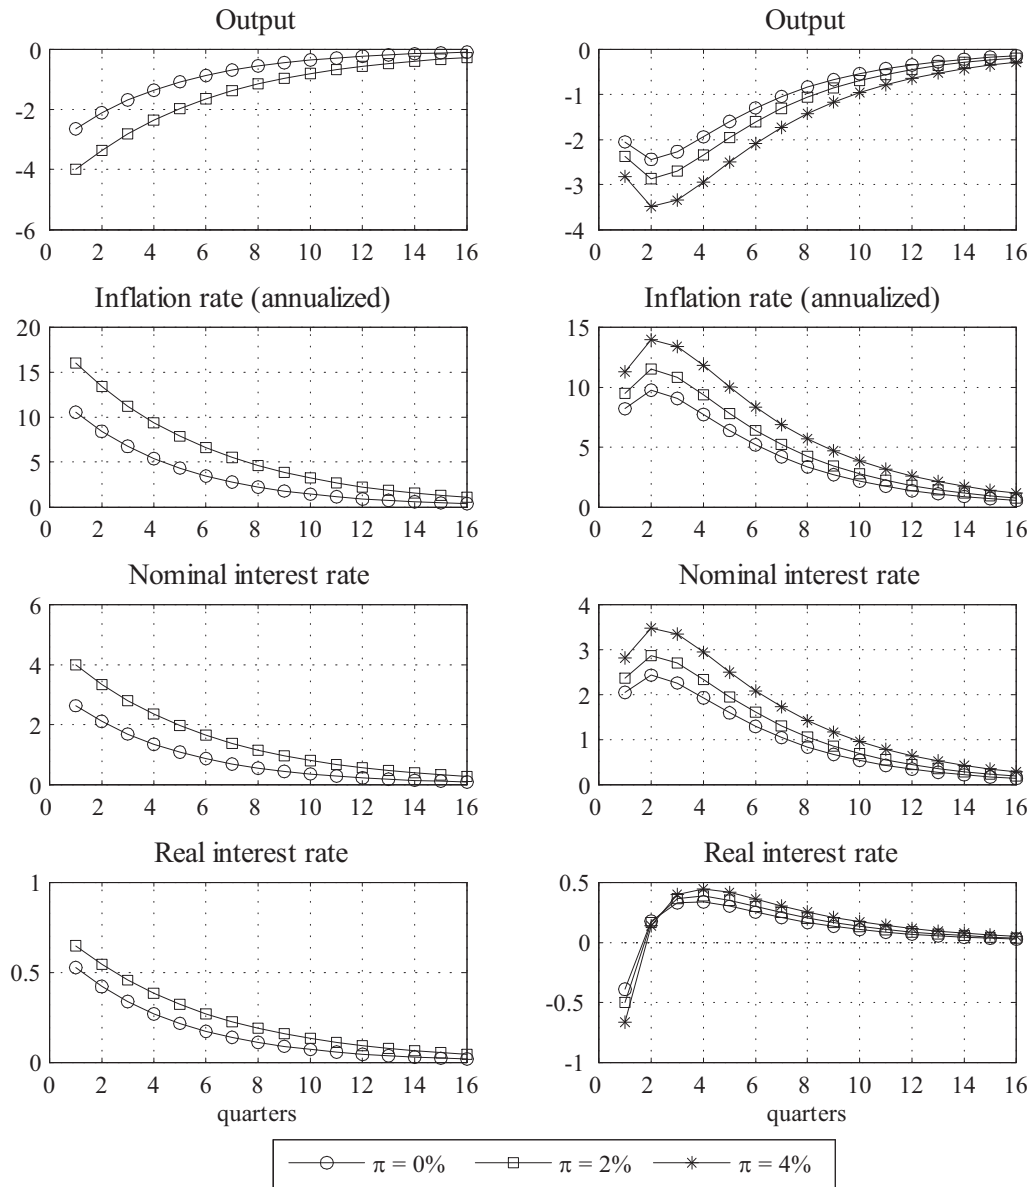 Output
0
-2
-4
-6
0 2 4 6 8 10 12 14 16
Output
0
-1
-2
-3
-4
0 2 4 6 8 10 12 14 16
Inflation rate (annualized)
20
15
10
5
0
0 2 4 6 8 10 12 14 16
Inflation rate (annualized)
15
10
5
0
0 2 4 6 8 10 12 14 16
Nominal interest rate
6
4
2
0
0 2 4 6 8 10 12 14 16
Nominal interest rate
4
3
2
1
0
0 2 4 6 8 10 12 14 16
Real interest rate
1
0.5
0
0 2 4 6 8 10 12 14 16
quarters
Real interest rate
0.5
0
-0.5
-1
0 2 4 6 8 10 12 14 16
quarters
π = 0% π = 2% π = 4%